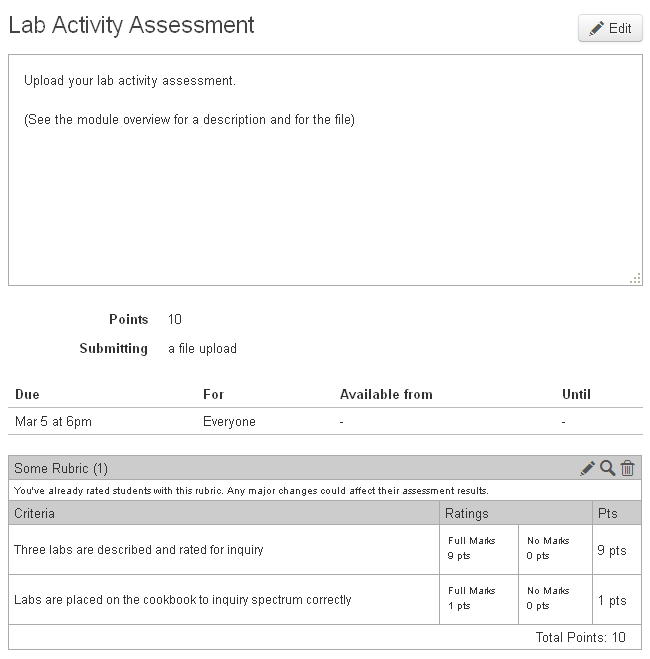 Lab Activity Assessment
Edit
Upload your lab activity assessment.
(See the module overview for a description and for the file)
Points 10
Submitting a file upload
Due For Available from Until
Mar 5 at 6pm Everyone - -
Some Rubric (1)
You've already rated students with this rubric. Any major changes could affect their assessment results.
Criteria Ratings Pts
Three labs are described and rated for inquiry
Full Marks
9 pts
No Marks
0 pts
9 pts
Labs are placed on the cookbook to inquiry spectrum correctly
Full Marks
1 pts
No Marks
0 pts
1 pts
Total Points: 10